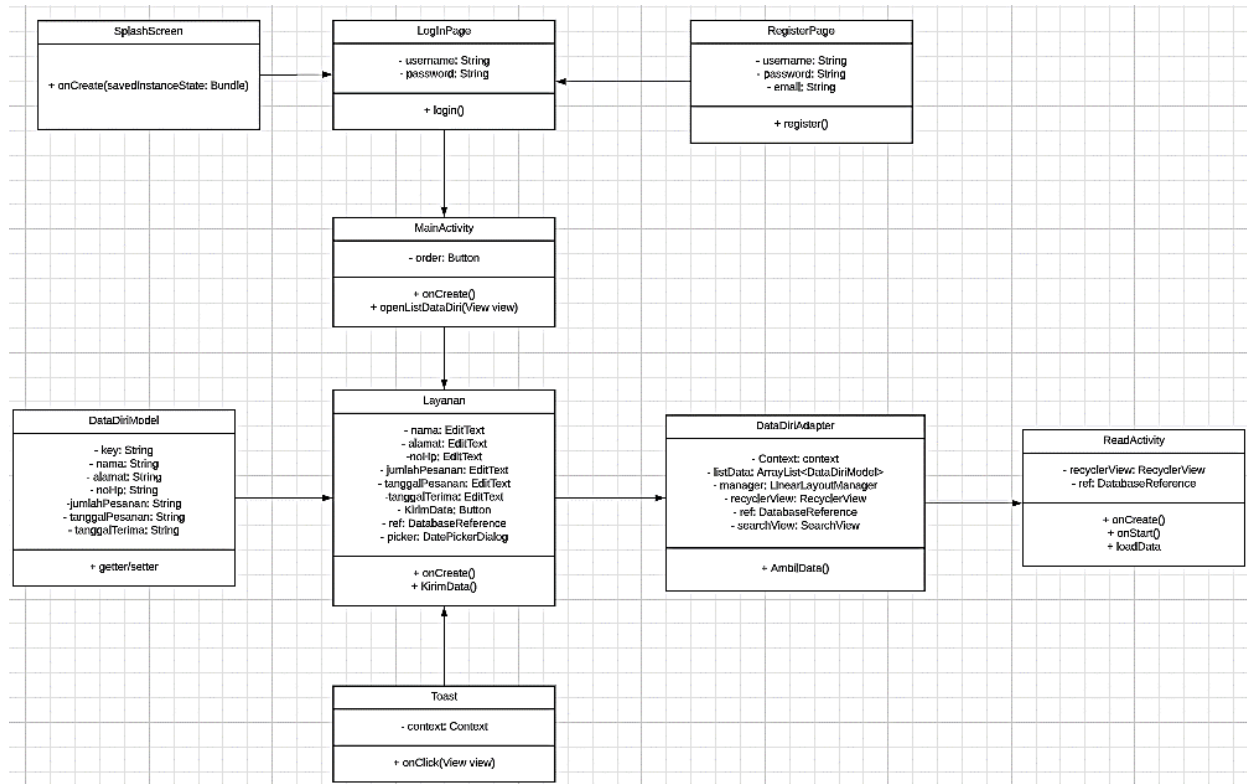 SplashScreen
+ onCreate(savedInstanceState: Bundle)
LogInPage
- username: String
- password: String
+ login()
RegisterPage
- username: String
- password: String
- email: String
+ register()
MainActivity
- order: Button
+ onCreate()
+ openListDataDiri(View view)
DataDiriModel
- key: String
- nama: String
- alamat: String
- noHp: String
-jumlahPesanan: String
- tanggalPesanan: String
- tanggalTerima: String
+ getter/setter
Layanan
- nama: EditText
- alamat: EditText
-noHp: EditText
- jumlahPesanan: EditText
- tanggalPesanan: EditText
-tanggalTerima: EditText
- KirimData: Button
- ref: DatabaseReference
- picker: DatePickerDialog
+ onCreate()
+ KirimData()
DataDiriAdapter
- Context: context
- listData: ArrayList<DataDiriModel>
- manager: LinearLayoutManager
- recyclerView: RecyclerView
- ref: DatabaseReference
- searchView: SearchView
+ AmbilData()
ReadActivity
- recyclerView: RecyclerView
- ref: DatabaseReference
+ onCreate()
+ onStart()
+ loadData
Toast
- context: Context
+ onClick(View view)